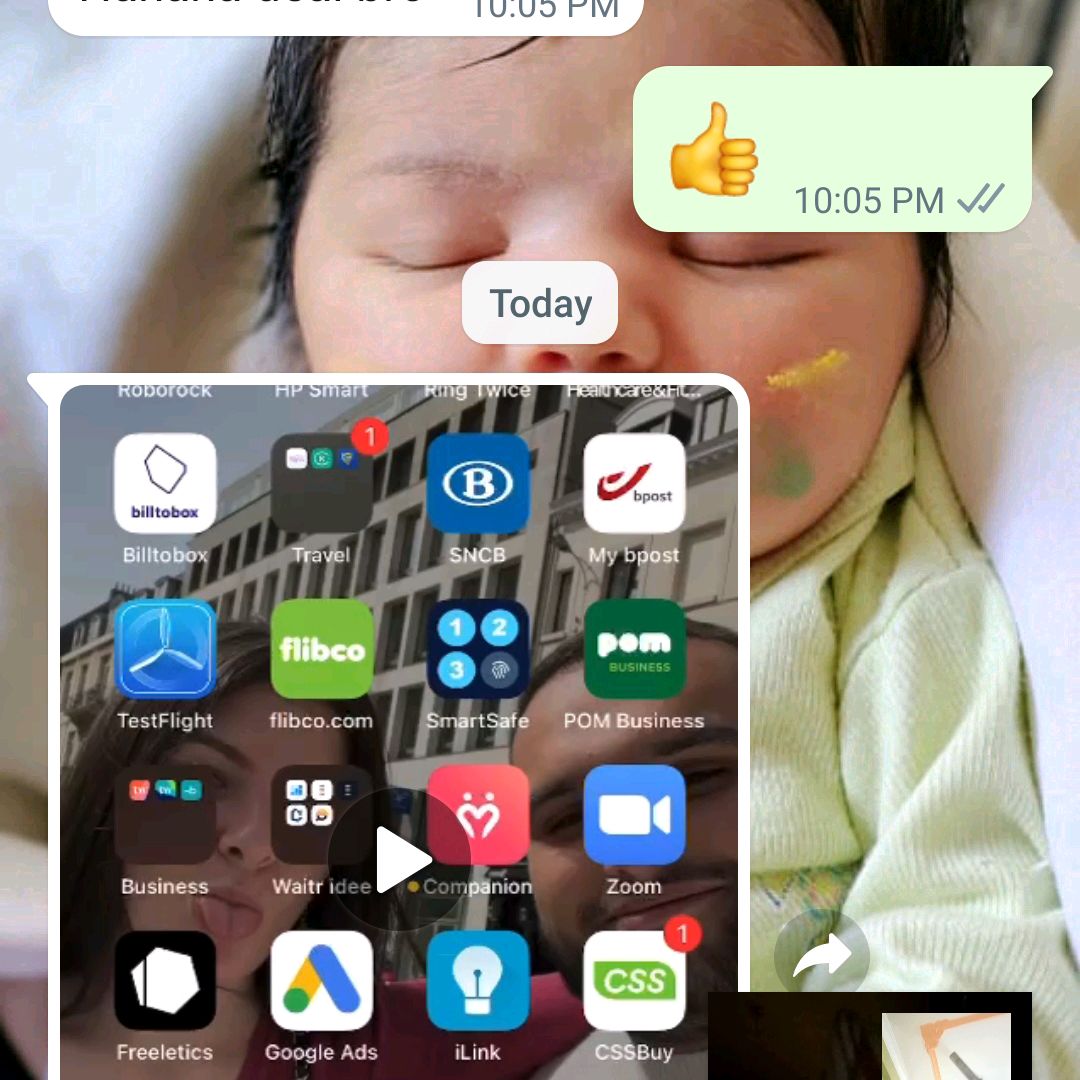 10:05 PM
10:05 PM
Today
Roborock HP Smart Ring Twice Healthcare&Fit...
1
billtobox B bpost
Billtobox Travel SNCB My bpost
flibco 1 2 3 pom BUSINESS
TestFlight flibco.com SmartSafe POM Business
Business Waitr idee Companion Zoom
1
CSS
Freeletics Google Ads iLink CSSBuy